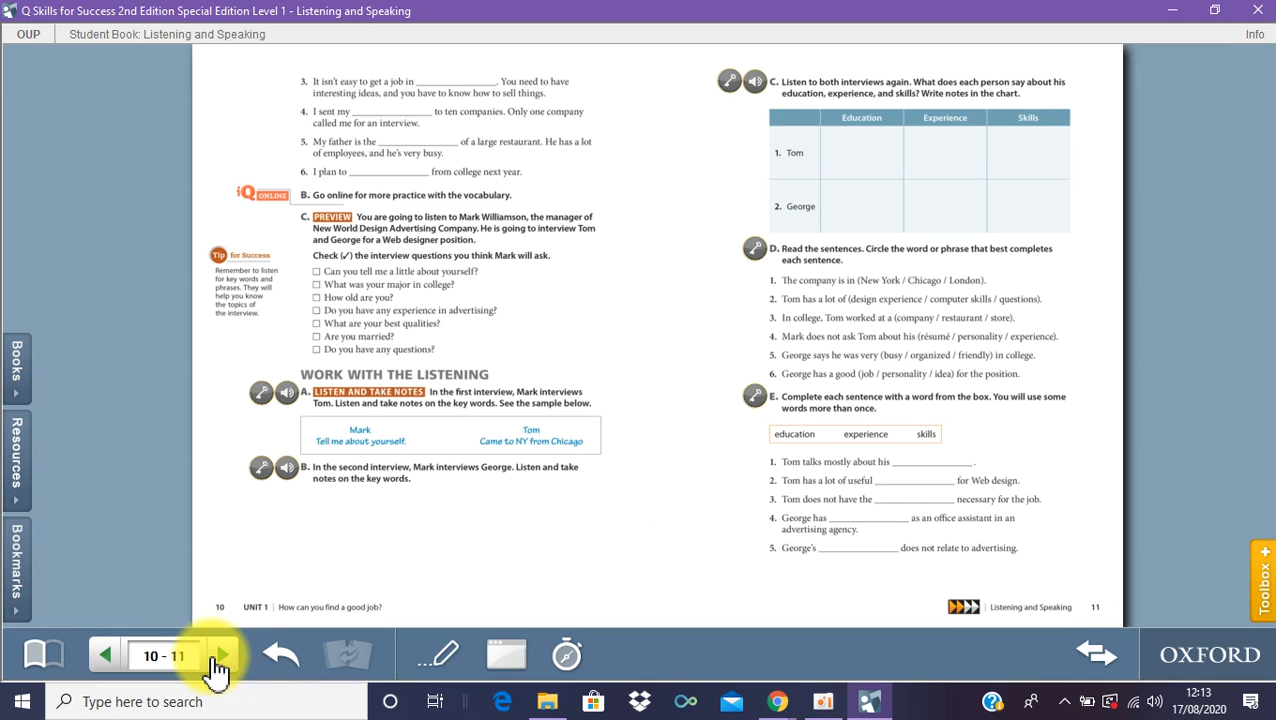 Q Skills for Success 2nd Edition Special Edition Level 1 - Listening and Speaking
OUP
Student Book: Listening and Speaking
Info
3. It isn't easy to get a job in ______________. You need to have
interesting ideas, and you have to know how to sell things.
4. I sent my ______________ to ten companies. Only one company
called me for an interview.
5. My father is the ______________ of a large restaurant. He has a lot
of employees, and he's very busy.
6. I plan to ______________ from college next year.
iQ ONLINE
B. Go online for more practice with the vocabulary.
C. PREVIEW You are going to listen to Mark Williamson, the manager of
New World Design Advertising Company. He is going to interview Tom
and George for a Web designer position.
Tip for Success
Remember to listen
for key words and
phrases. They will
help you know
the topics of
the interview.
Check (✓) the interview questions you think Mark will ask.
☐ Can you tell me a little about yourself?
☐ What was your major in college?
☐ How old are you?
☐ Do you have any experience in advertising?
☐ What are your best qualities?
☐ Are you married?
☐ Do you have any questions?
WORK WITH THE LISTENING
A. LISTEN AND TAKE NOTES In the first interview, Mark interviews
Tom. Listen and take notes on the key words. See the sample below.
Mark Tom
Tell me about yourself. Came to NY from Chicago
B. In the second interview, Mark interviews George. Listen and take
notes on the key words.
10 UNIT 1 How can you find a good job?
C. Listen to both interviews again. What does each person say about his
education, experience, and skills? Write notes in the chart.
Education Experience Skills
1. Tom
2. George
D. Read the sentences. Circle the word or phrase that best completes
each sentence.
1. The company is in (New York / Chicago / London).
2. Tom has a lot of (design experience / computer skills / questions).
3. In college, Tom worked at a (company / restaurant / store).
4. Mark does not ask Tom about his (résumé / personality / experience).
5. George says he was very (busy / organized / friendly) in college.
6. George has a good (job / personality / idea) for the position.
E. Complete each sentence with a word from the box. You will use some
words more than once.
education experience skills
1. Tom talks mostly about his ______________.
2. Tom has a lot of useful ______________ for Web design.
3. Tom does not have the ______________ necessary for the job.
4. George has ______________ as an office assistant in an
advertising agency.
5. George's ______________ does not relate to advertising.
Listening and Speaking 11
Books
Resources
Bookmarks
Toolbox
10 - 11
OXFORD
Type here to search
12:13
17/08/2020